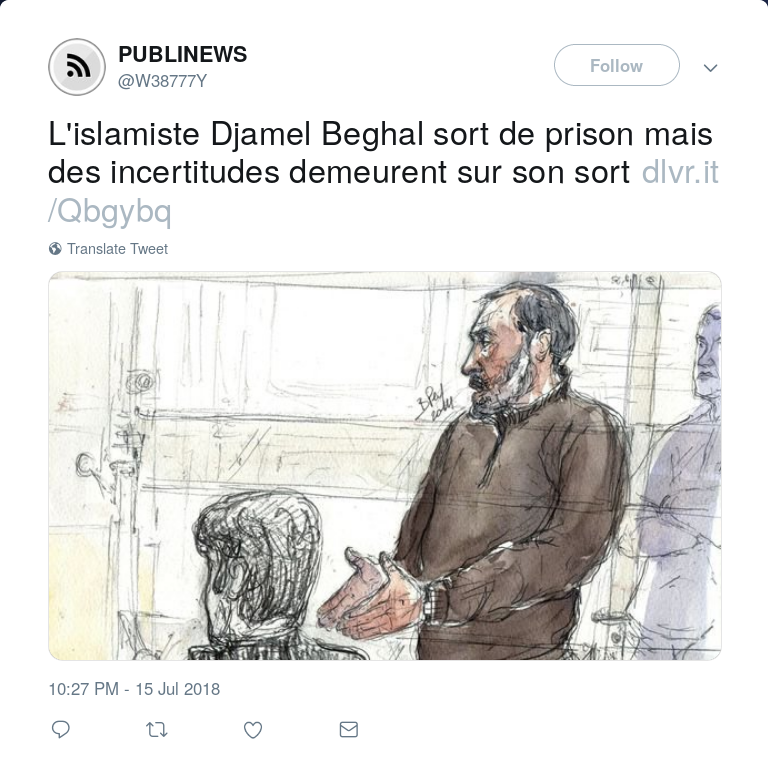 PUBLINEWS
@W38777Y
Follow
L'islamiste Djamel Beghal sort de prison mais
des incertitudes demeurent sur son sort dlvr.it
/Qbgybq
Translate Tweet
10:27 PM - 15 Jul 2018